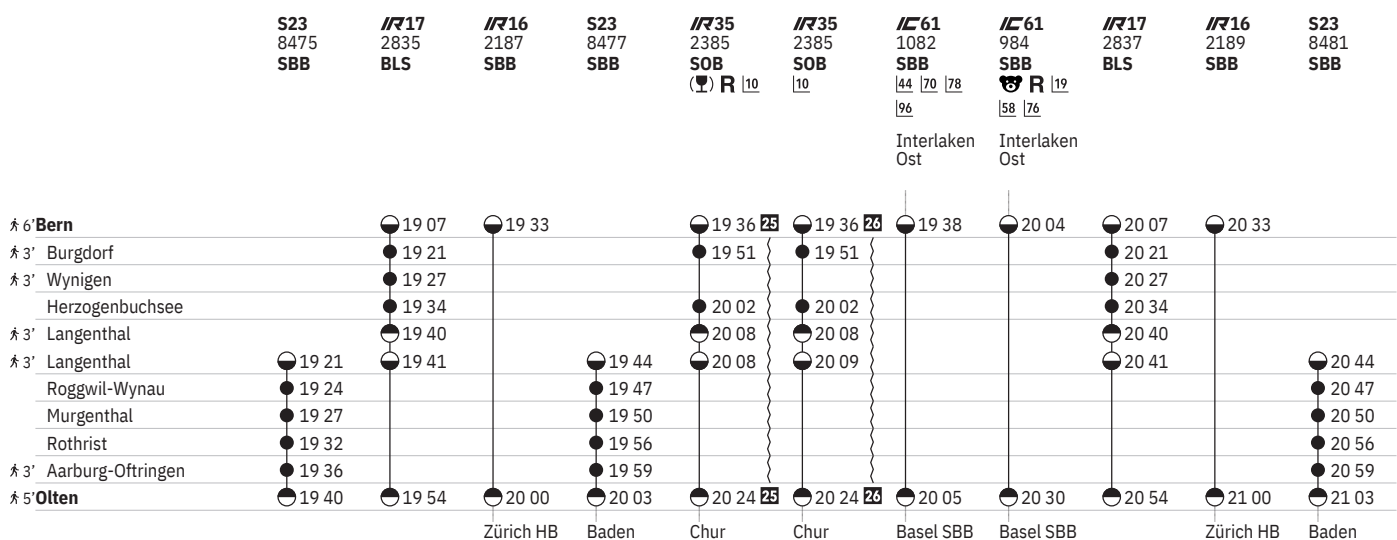 S23 IR17 IR16 S23 IR35 IR35 IC61 IC61 IR17 IR16 S23
8475 2835 2187 8477 2385 2385 1082 984 2837 2189 8481
SBB BLS SBB SBB SOB SOB SBB SBB BLS SBB SBB
R 10 10 44 70 78 R 19
96 58 76
Interlaken Interlaken
Ost Ost
6' Bern 19 07 19 33 19 36 25 19 36 26 19 38 20 04 20 07 20 33
3' Burgdorf 19 21 19 51 19 51 20 21
3' Wynigen 19 27 20 27
Herzogenbuchsee 19 34 20 02 20 02 20 34
3' Langenthal 19 40 20 08 20 08 20 40
3' Langenthal 19 21 19 41 19 44 20 08 20 09 20 41 20 44
Roggwil-Wynau 19 24 19 47 20 47
Murgenthal 19 27 19 50 20 50
Rothrist 19 32 19 56 20 56
3' Aarburg-Oftringen 19 36 19 59 20 59
5' Olten 19 40 19 54 20 00 20 03 20 24 25 20 24 26 20 05 20 30 20 54 21 00 21 03
Zürich HB Baden Chur Chur Basel SBB Basel SBB Zürich HB Baden